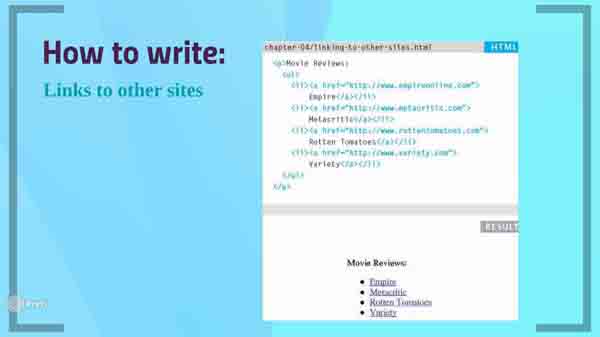 How to write:
Links to other sites
chapter-04/linking-to-other-sites.html
HTML
<p>Movie Reviews:
<ul>
<li><a href="http://www.empireonline.com">
Empire</a></li>
<li><a href="http://www.metacritic.com">
Metacritic</a></li>
<li><a href="http://www.rottentomatoes.com">
Rotten Tomatoes</a></li>
<li><a href="http://www.variety.com">
Variety</a></li>
</ul>
</p>
RESULT
Movie Reviews:
Empire
Metacritic
Rotten Tomatoes
Variety